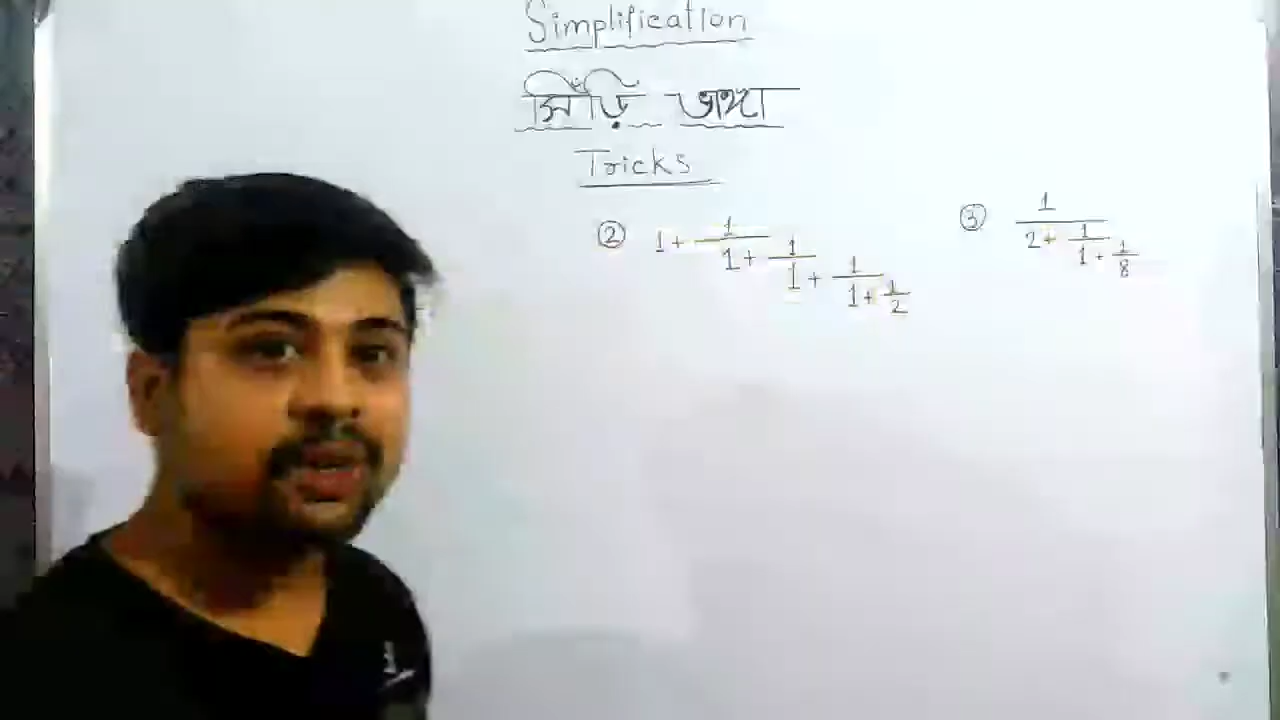 Simplification
সিঁড়ি ভাঙ্গা
Tricks
② 1 + 1/(1 + 1/(1 + 1/(1 + 1/2)))
③ 1/(2 + 1/(1 + 1/8))